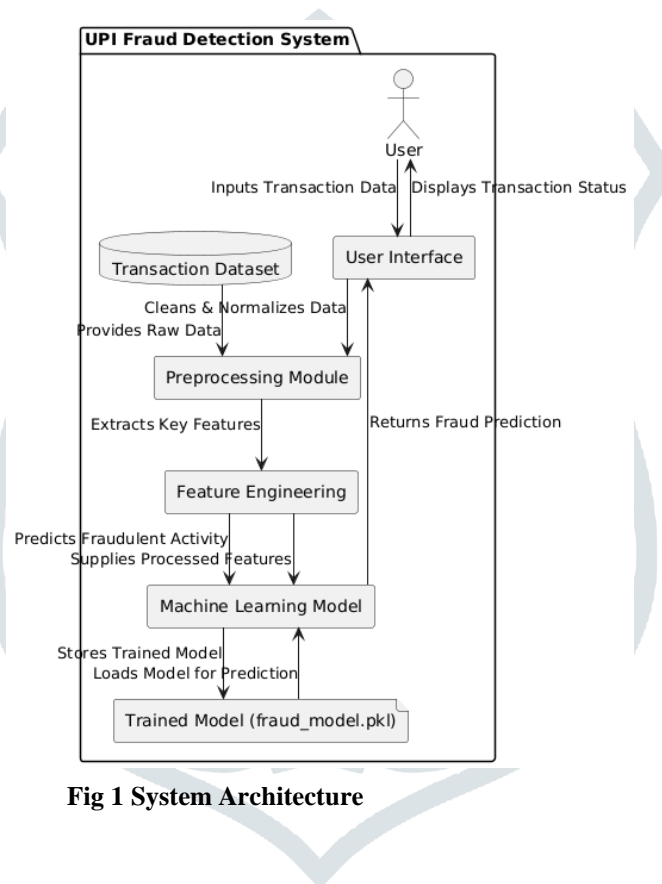 UPI Fraud Detection System
User
Inputs Transaction Data
Displays Transaction Status
User Interface
Transaction Dataset
Cleans & Normalizes Data
Provides Raw Data
Preprocessing Module
Extracts Key Features
Returns Fraud Prediction
Feature Engineering
Predicts Fraudulent Activity
Supplies Processed Features
Machine Learning Model
Stores Trained Model
Loads Model for Prediction
Trained Model (fraud_model.pkl)
Fig 1 System Architecture